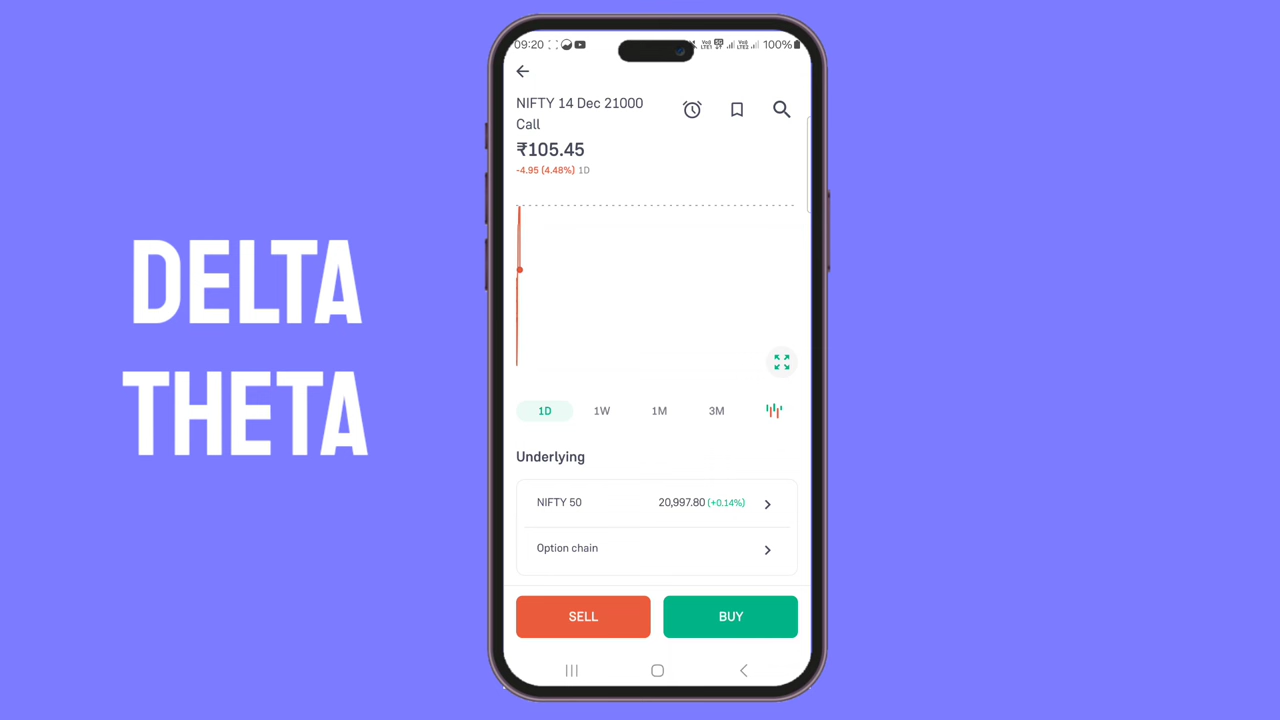 DELTA
THETA
09:20
100%
NIFTY 14 Dec 21000
Call
₹105.45
-4.95 (4.48%) 1D
1D 1W 1M 3M
Underlying
NIFTY 50 20,997.80 (+0.14%)
Option chain
SELL BUY